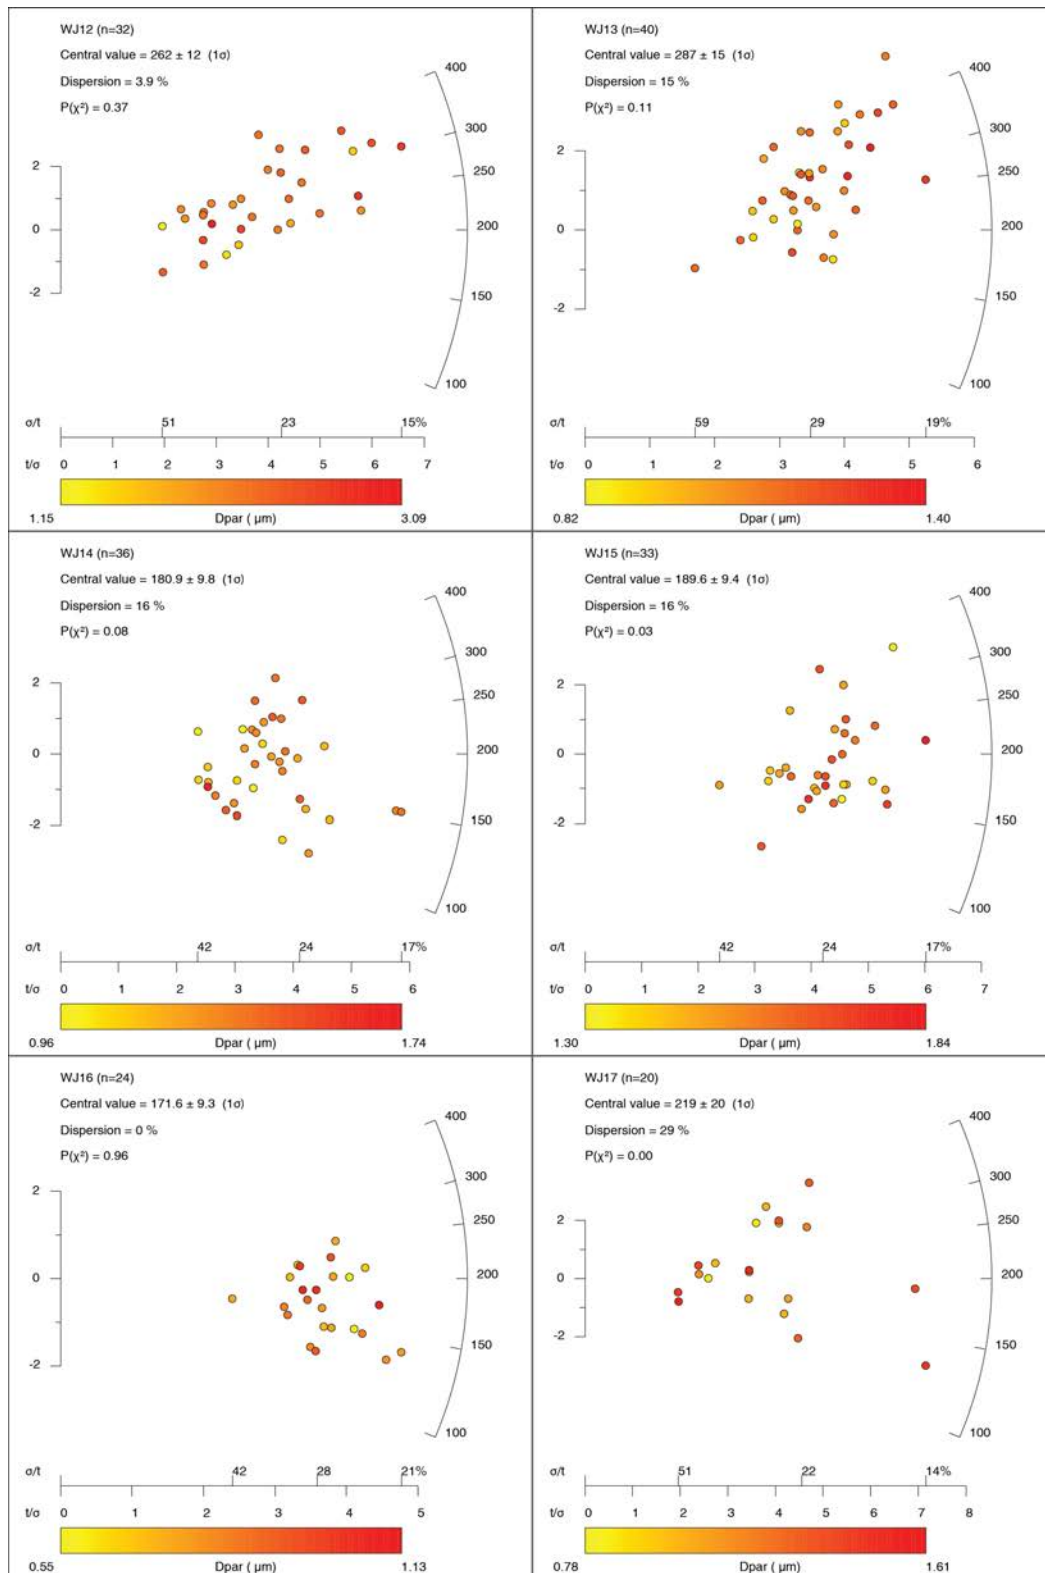 WJ12 (n=32)
Central value = 262 ± 12 (1σ)
Dispersion = 3.9 %
P(χ²) = 0.37
400
300
250
200
150
100
2
0
-2
σ/t
51
23
15%
t/σ
0 1 2 3 4 5 6 7
1.15
Dpar ( µm)
3.09
WJ13 (n=40)
Central value = 287 ± 15 (1σ)
Dispersion = 15 %
P(χ²) = 0.11
400
300
250
200
150
100
2
0
-2
σ/t
59
29
19%
t/σ
0 1 2 3 4 5 6
0.82
Dpar ( µm)
1.40
WJ14 (n=36)
Central value = 180.9 ± 9.8 (1σ)
Dispersion = 16 %
P(χ²) = 0.08
400
300
250
200
150
100
2
0
-2
σ/t
42
24
17%
t/σ
0 1 2 3 4 5 6
0.96
Dpar ( µm)
1.74
WJ15 (n=33)
Central value = 189.6 ± 9.4 (1σ)
Dispersion = 16 %
P(χ²) = 0.03
400
300
250
200
150
100
2
0
-2
σ/t
42
24
17%
t/σ
0 1 2 3 4 5 6 7
1.30
Dpar ( µm)
1.84
WJ16 (n=24)
Central value = 171.6 ± 9.3 (1σ)
Dispersion = 0 %
P(χ²) = 0.96
400
300
250
200
150
100
2
0
-2
σ/t
42
28
21%
t/σ
0 1 2 3 4 5
0.55
Dpar ( µm)
1.13
WJ17 (n=20)
Central value = 219 ± 20 (1σ)
Dispersion = 29 %
P(χ²) = 0.00
400
300
250
200
150
100
2
0
-2
σ/t
51
22
14%
t/σ
0 1 2 3 4 5 6 7 8
0.78
Dpar ( µm)
1.61